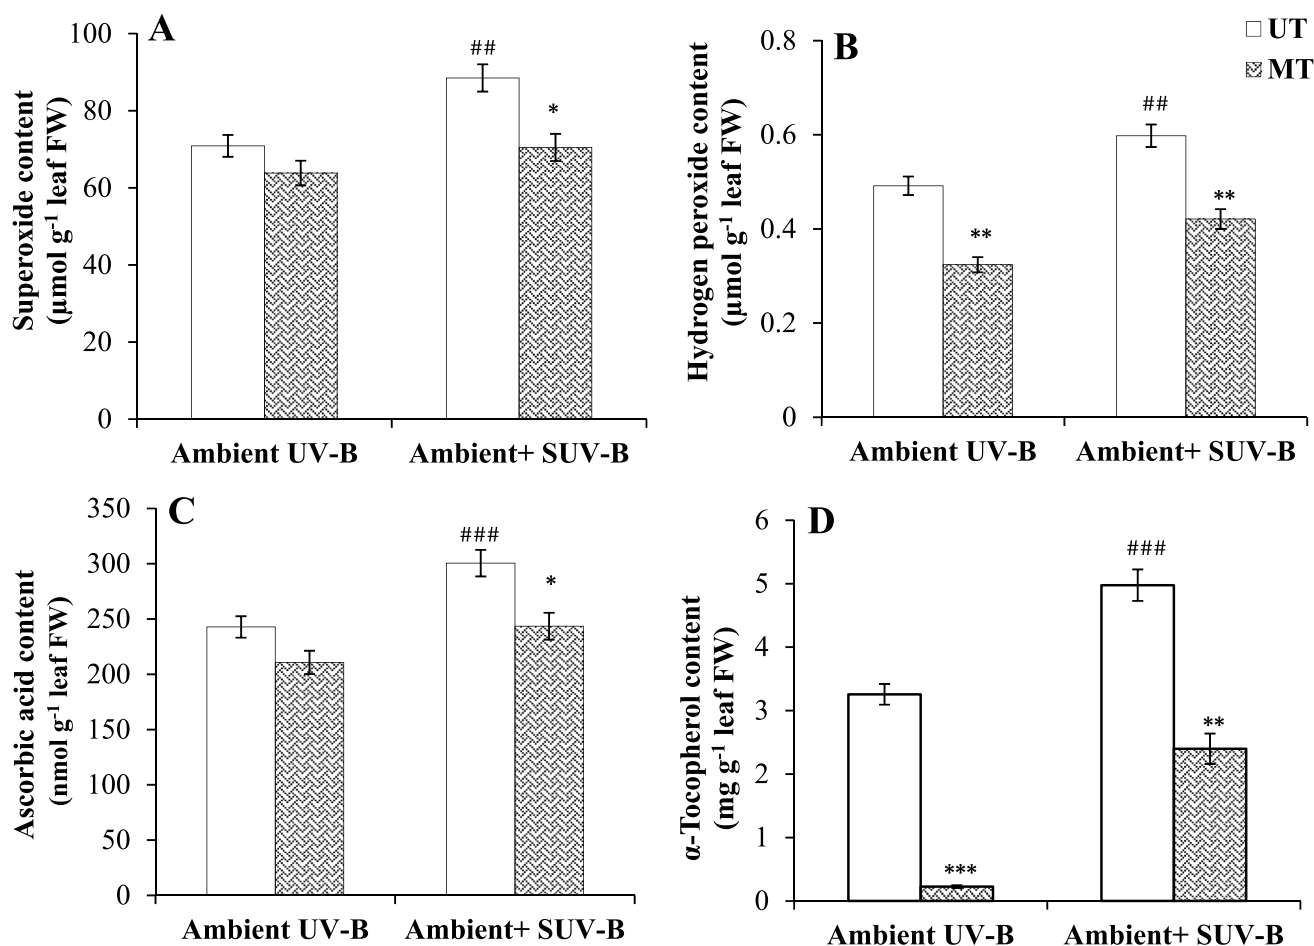 A
Superoxide content
(µmol g⁻¹ leaf FW)
100
80
60
40
20
0
##
*
Ambient UV-B
Ambient+ SUV-B
B
UT
MT
Hydrogen peroxide content
(µmol g⁻¹ leaf FW)
0.8
0.6
0.4
0.2
0
**
##
**
Ambient UV-B
Ambient+ SUV-B
C
Ascorbic acid content
(nmol g⁻¹ leaf FW)
350
300
250
200
150
100
50
0
###
*
Ambient UV-B
Ambient+ SUV-B
D
α-Tocopherol content
(mg g⁻¹ leaf FW)
6
5
4
3
2
1
0
***
###
**
Ambient UV-B
Ambient+ SUV-B